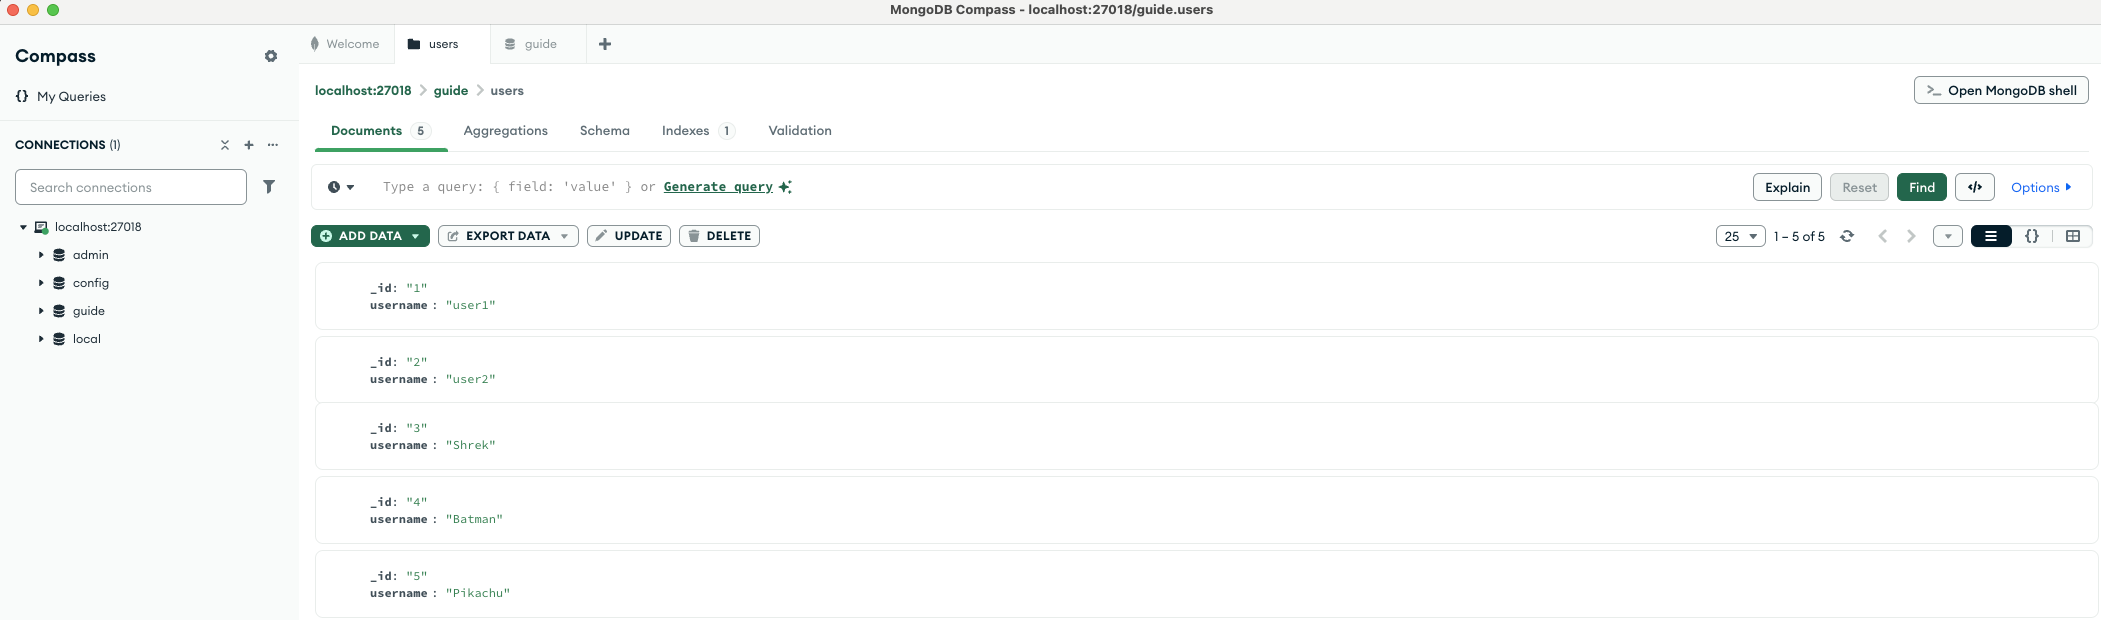 MongoDB Compass - localhost:27018/guide.users
Compass
{} My Queries
CONNECTIONS (1)
Search connections
localhost:27018
admin
config
guide
local
Welcome users guide
localhost:27018 > guide > users
>_ Open MongoDB shell
Documents 5 Aggregations Schema Indexes 1 Validation
Type a query: { field: 'value' } or Generate query
Explain Reset Find </> Options
ADD DATA EXPORT DATA UPDATE DELETE
25 1 – 5 of 5 {}
_id: "1"
username : "user1"
_id: "2"
username : "user2"
_id: "3"
username : "Shrek"
_id: "4"
username : "Batman"
_id: "5"
username : "Pikachu"